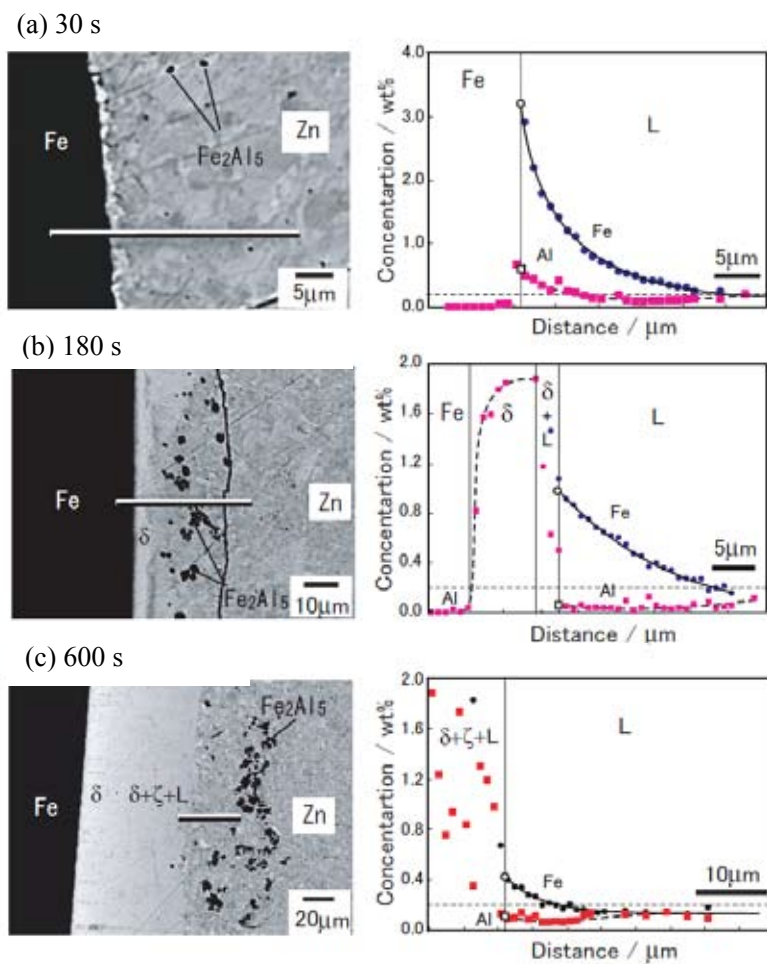 (a) 30 s
Fe
Zn
Fe2Al5
5μm
Concentartion / wt%
4.0
3.0
2.0
1.0
0.0
Fe
L
Fe
Al
5μm
Distance / μm
(b) 180 s
Fe
δ
Zn
Fe2Al5
10μm
Concentartion / wt%
2.0
1.6
1.2
0.8
0.4
0.0
Fe
δ
δ
+
L
L
Fe
Al
Al
5μm
Distance / μm
(c) 600 s
Fe
δ · δ+ζ+L
Fe2Al5
Zn
20μm
Concentartion / wt%
2.0
1.6
1.2
0.8
0.4
0.0
δ+ζ+L
L
Fe
Al
10μm
Distance / μm